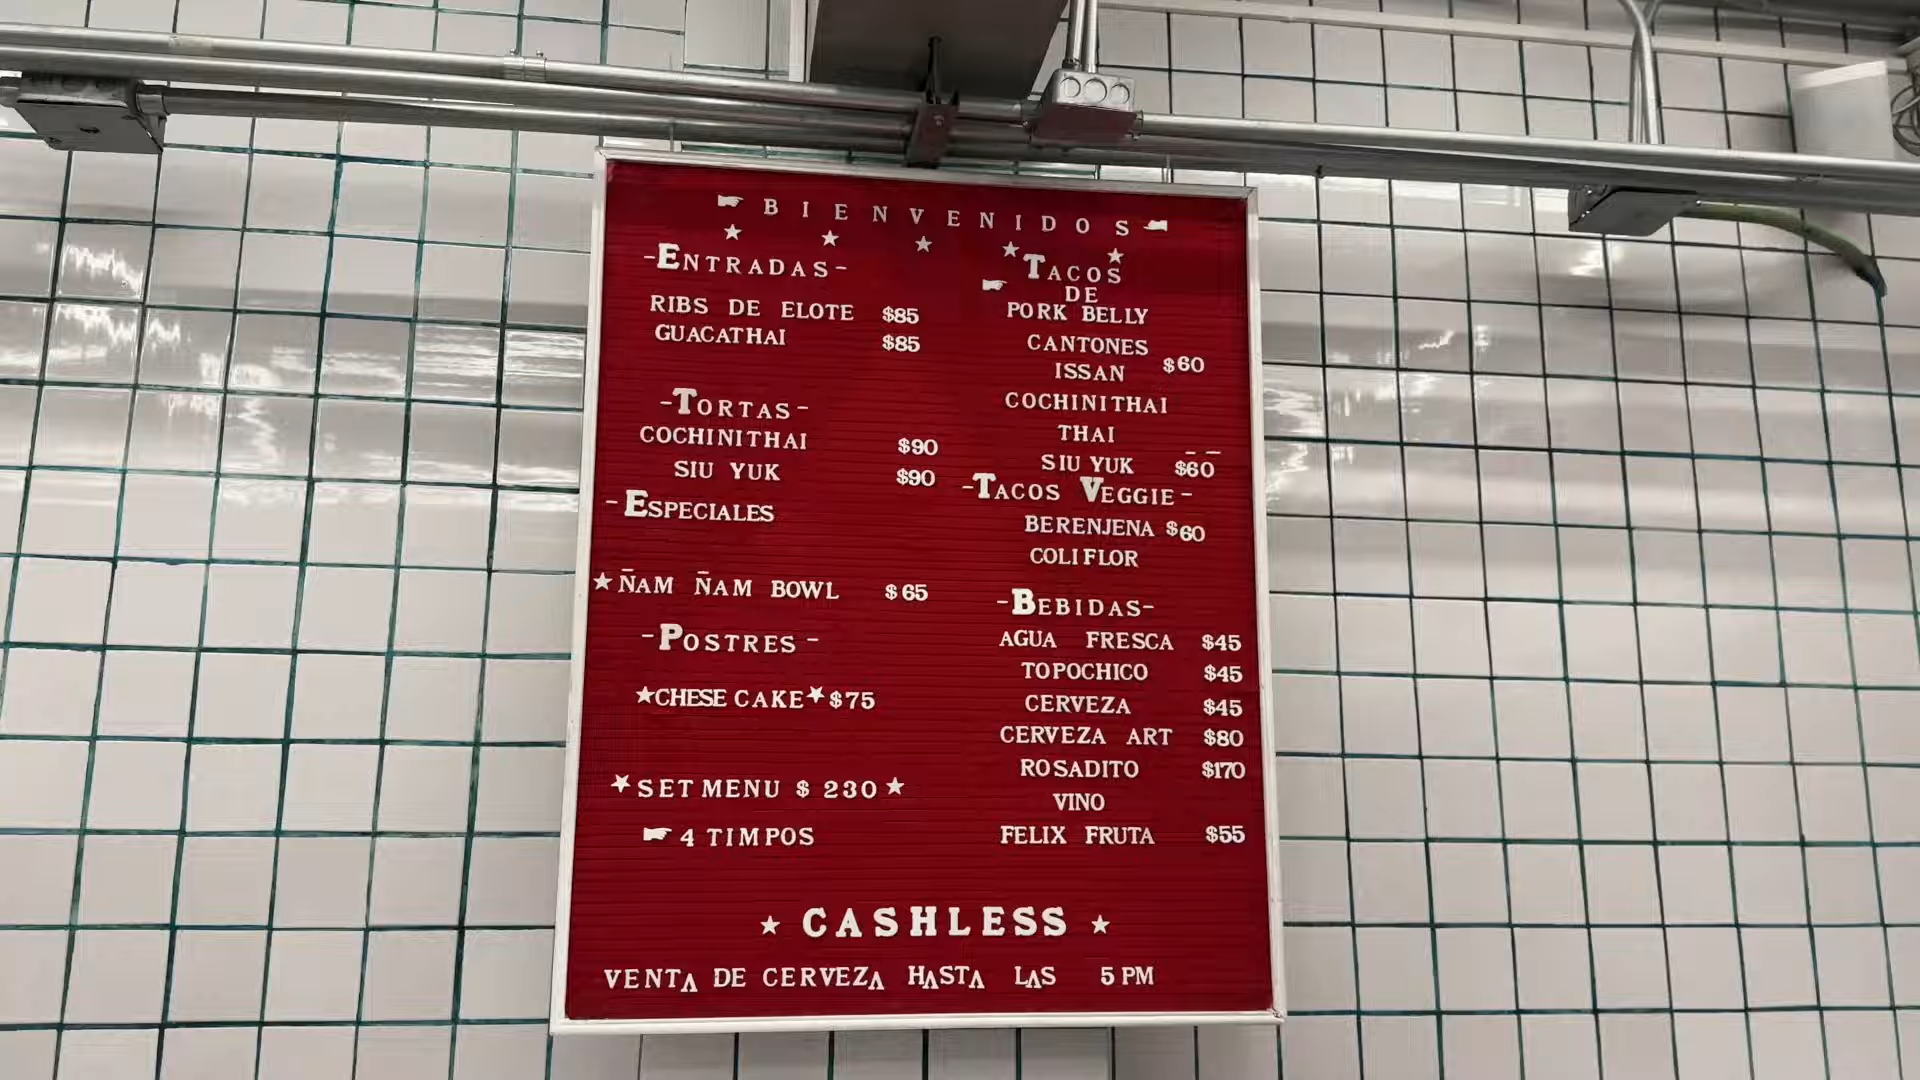 BIENVENIDOS
-ENTRADAS-
RIBS DE ELOTE $85
GUACATHAI $85
-TORTAS-
COCHINITHAI $90
SIU YUK $90
-ESPECIALES
ÑAM ÑAM BOWL $65
-POSTRES-
CHESE CAKE $75
SET MENU $ 230
4 TIMPOS
TACOS
DE
PORK BELLY
CANTONES
$60
ISSAN
COCHINITHAI
THAI
SIU YUK $60
-TACOS VEGGIE-
BERENJENA $60
COLIFLOR
-BEBIDAS-
AGUA FRESCA $45
TOPOCHICO $45
CERVEZA $45
CERVEZA ART $80
ROSADITO $170
VINO
FELIX FRUTA $55
CASHLESS
VENTA DE CERVEZA HASTA LAS 5 PM